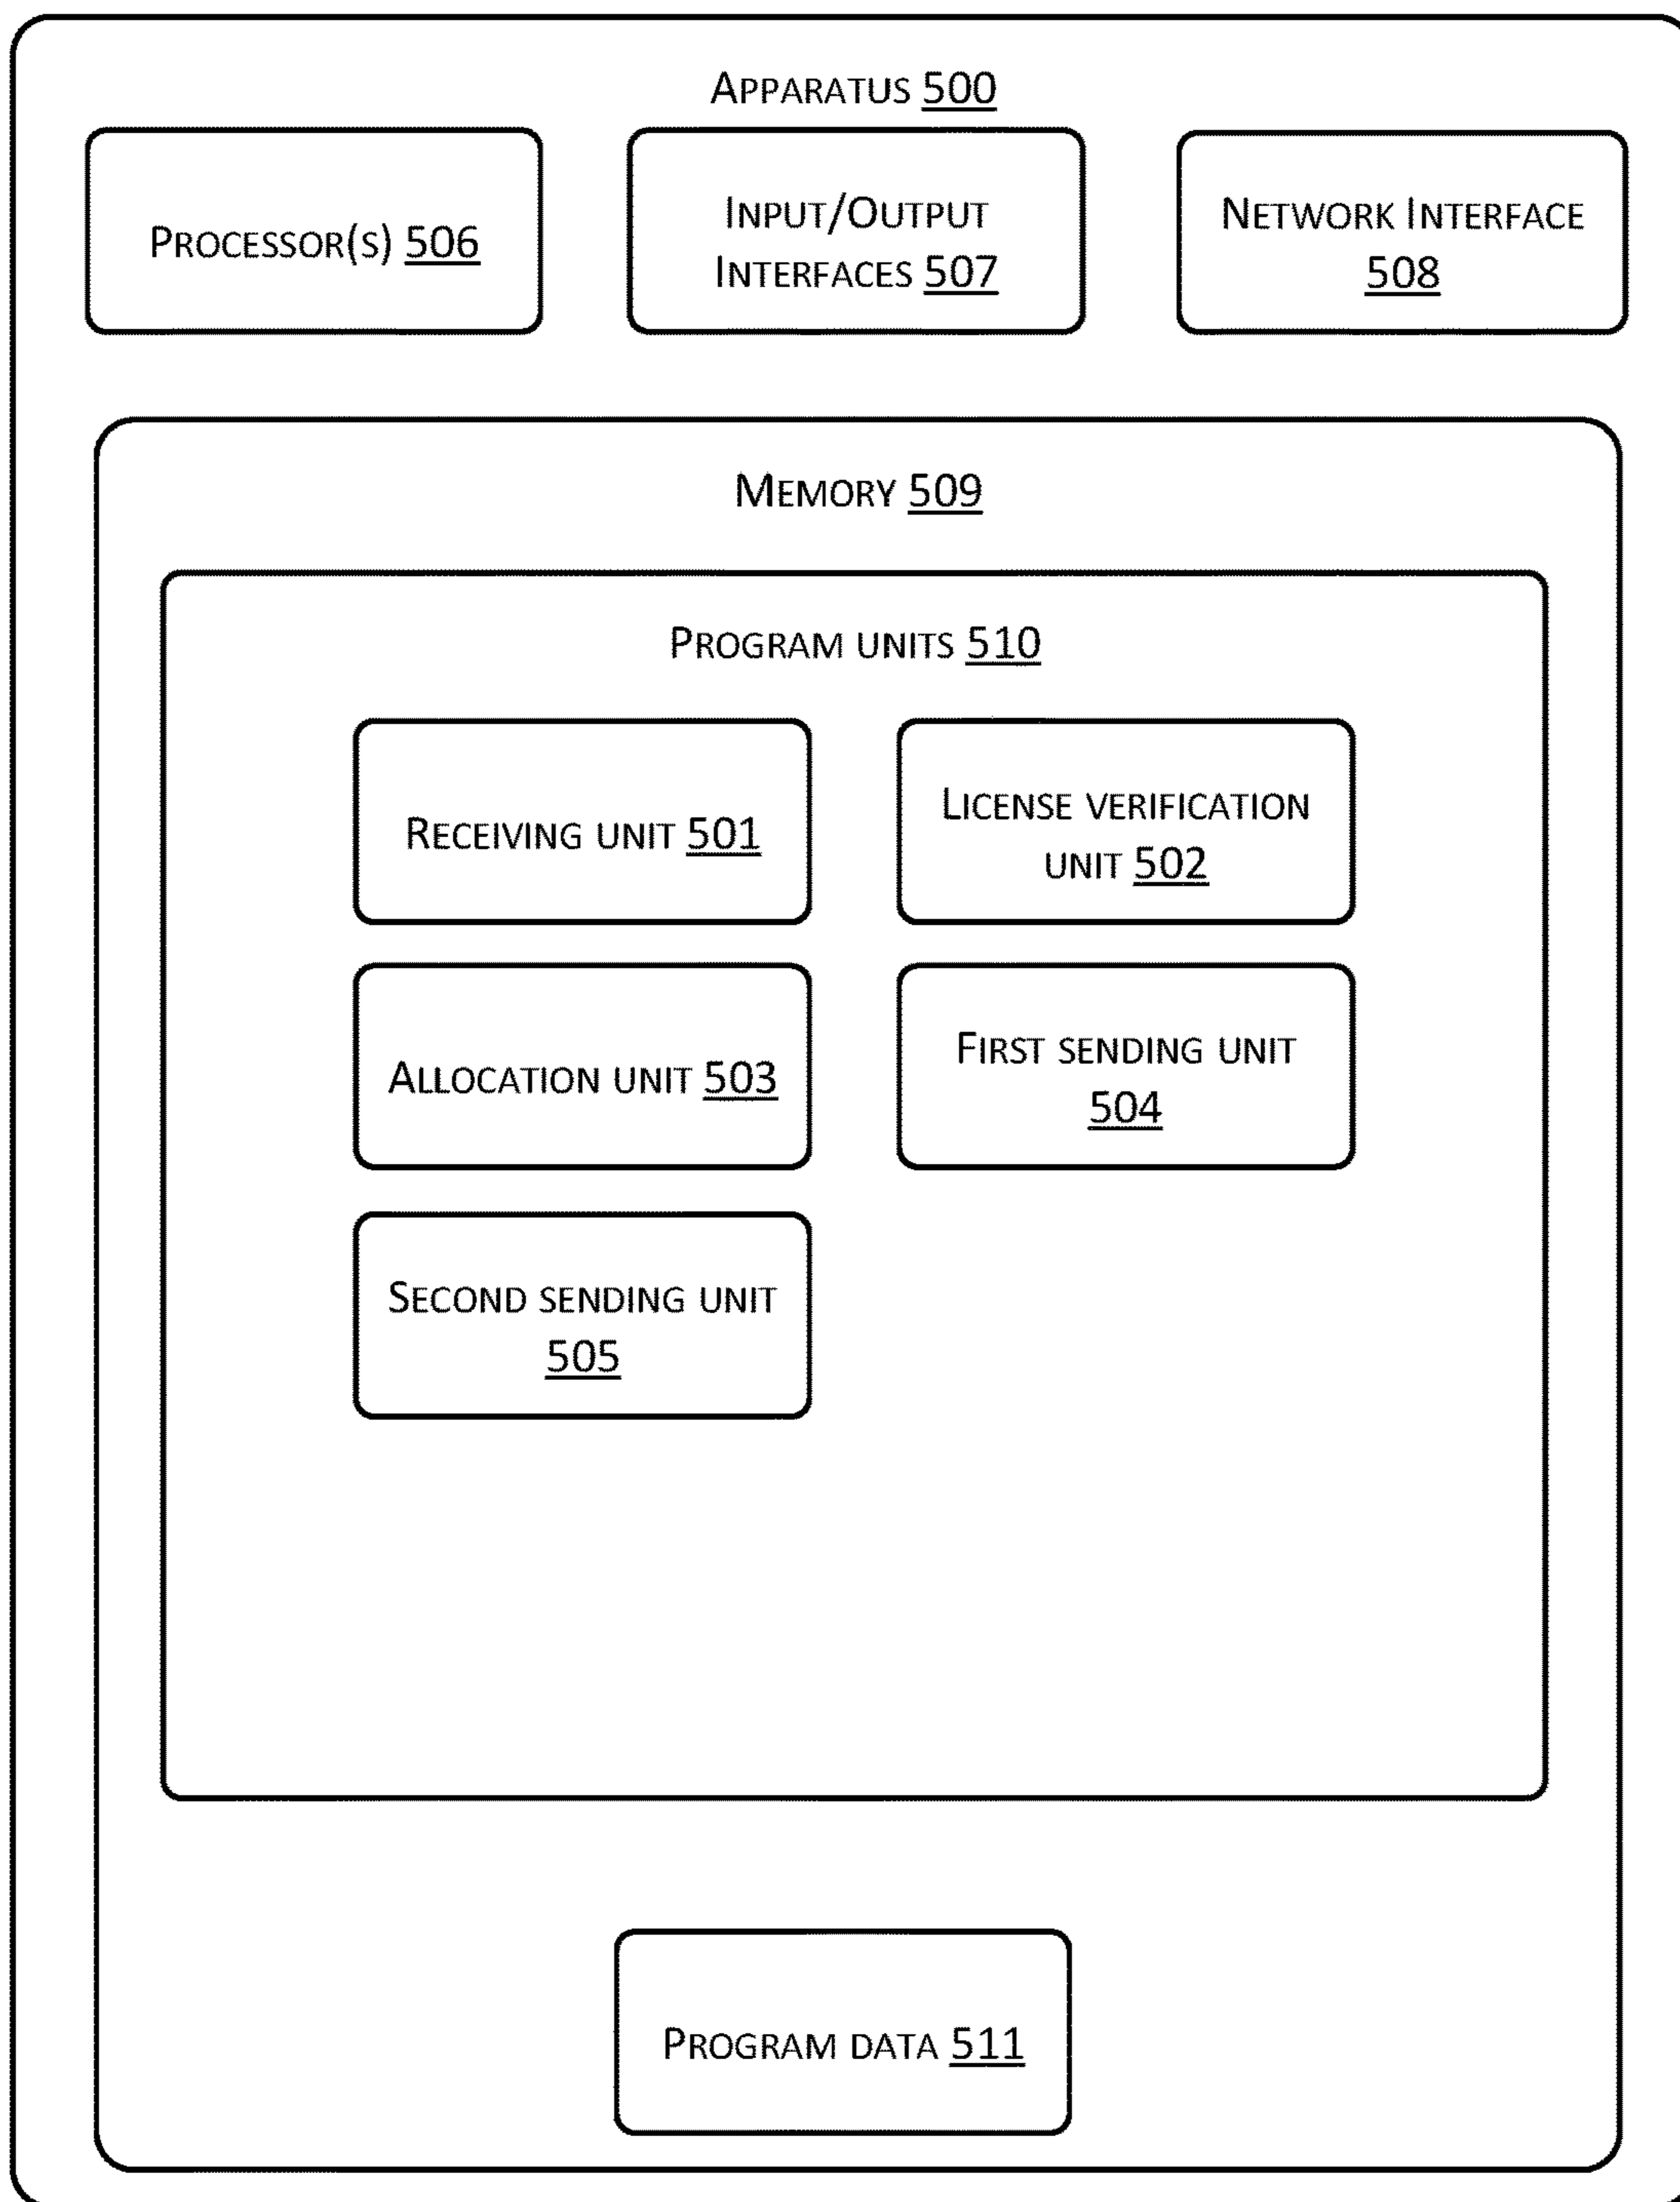 APPARATUS 500
PROCESSOR(S) 506
INPUT/OUTPUT
INTERFACES 507
NETWORK INTERFACE
508
MEMORY 509
PROGRAM UNITS 510
RECEIVING UNIT 501
LICENSE VERIFICATION
UNIT 502
ALLOCATION UNIT 503
FIRST SENDING UNIT
504
SECOND SENDING UNIT
505
PROGRAM DATA 511